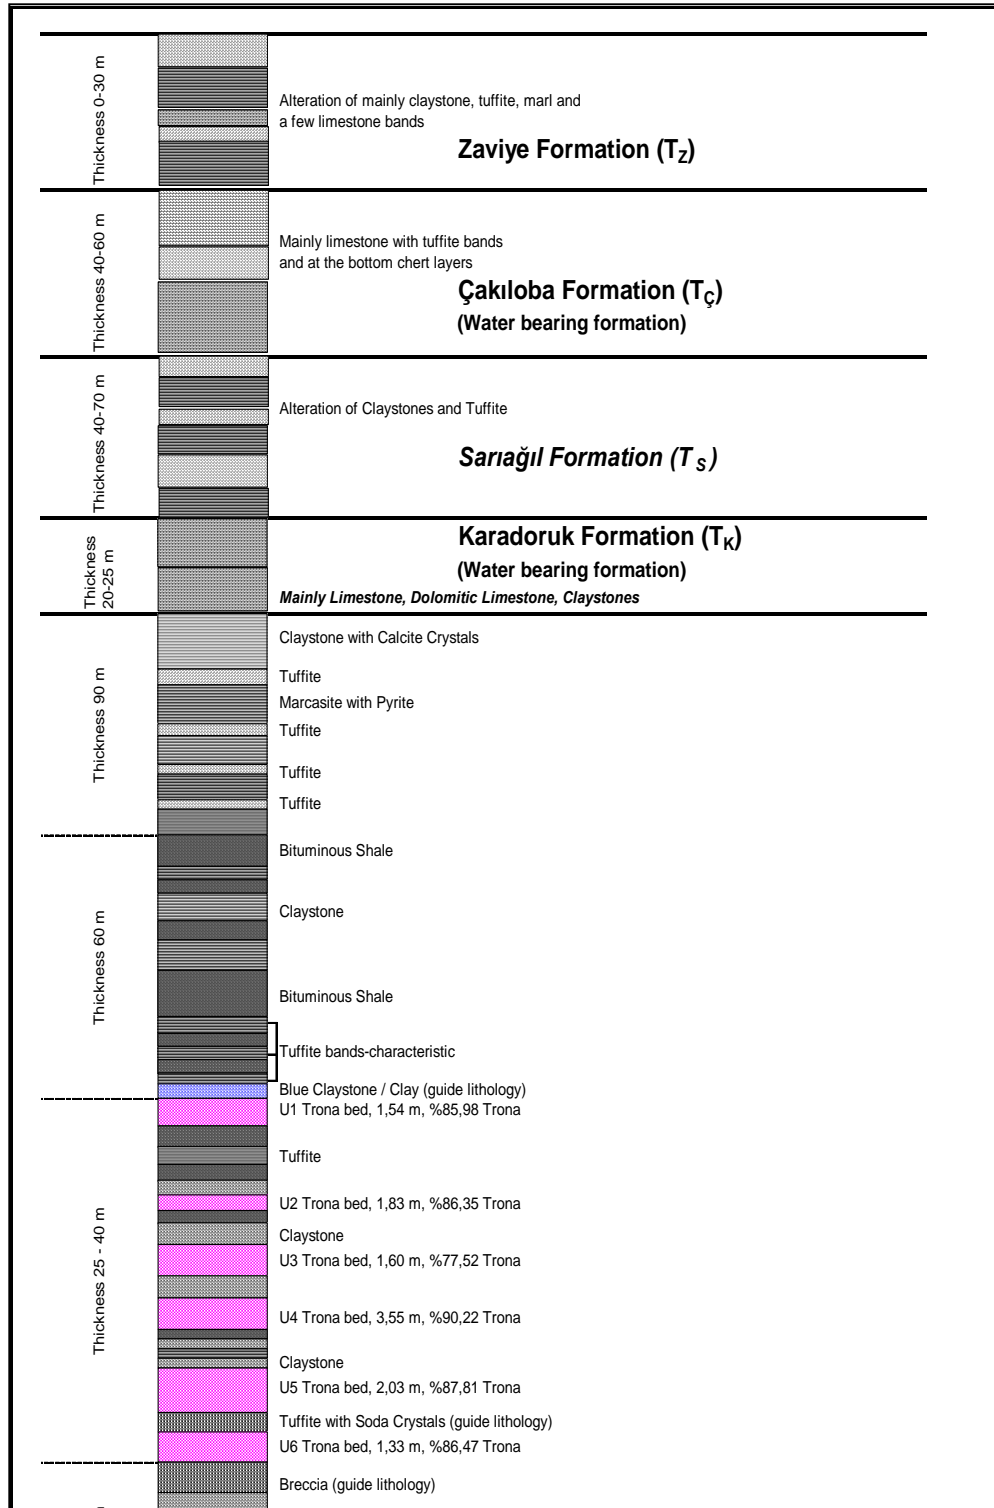 Thickness 0-30 m
Alteration of mainly claystone, tuffite, marl and
a few limestone bands
Zaviye Formation (TZ)
Thickness 40-60 m
Mainly limestone with tuffite bands
and at the bottom chert layers
Çakıloba Formation (TÇ)
(Water bearing formation)
Thickness 40-70 m
Alteration of Claystones and Tuffite
Sarıağıl Formation (T S )
Thickness
20-25 m
Karadoruk Formation (TK)
(Water bearing formation)
Mainly Limestone, Dolomitic Limestone, Claystones
Thickness 90 m
Claystone with Calcite Crystals
Tuffite
Marcasite with Pyrite
Tuffite
Tuffite
Tuffite
Thickness 60 m
Bituminous Shale
Claystone
Bituminous Shale
Tuffite bands-characteristic
Blue Claystone / Clay (guide lithology)
Thickness 25 - 40 m
U1 Trona bed, 1,54 m, %85,98 Trona
Tuffite
U2 Trona bed, 1,83 m, %86,35 Trona
Claystone
U3 Trona bed, 1,60 m, %77,52 Trona
U4 Trona bed, 3,55 m, %90,22 Trona
Claystone
U5 Trona bed, 2,03 m, %87,81 Trona
Tuffite with Soda Crystals (guide lithology)
U6 Trona bed, 1,33 m, %86,47 Trona
Breccia (guide lithology)